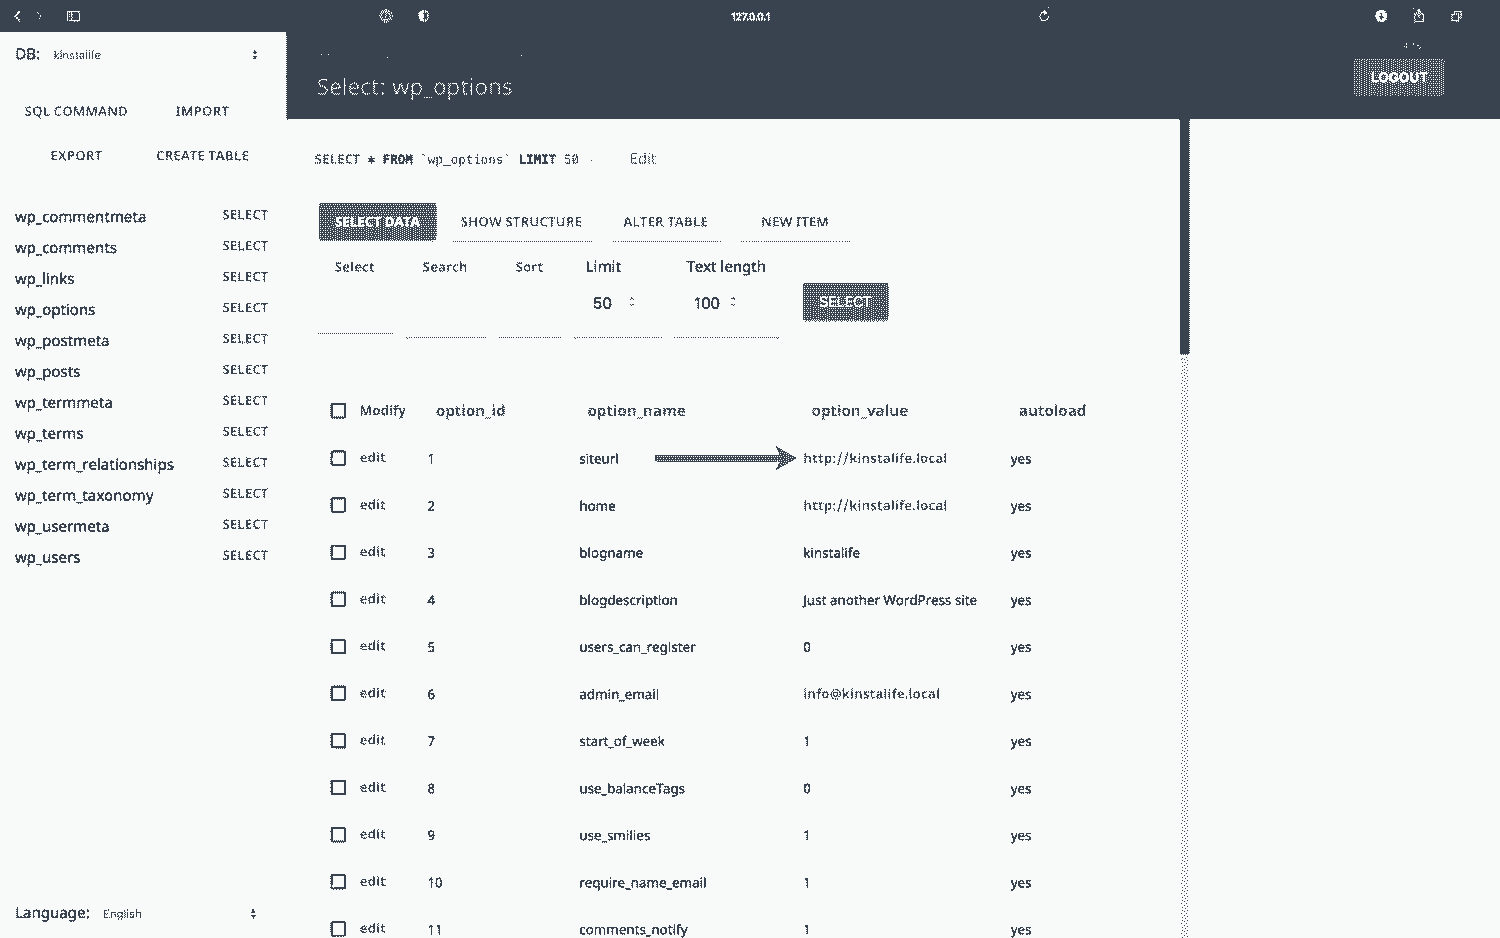 127.0.0.1
DB: kinstalife
SQL COMMAND IMPORT
EXPORT CREATE TABLE
wp_commentmeta SELECT
wp_comments SELECT
wp_links SELECT
wp_options SELECT
wp_postmeta SELECT
wp_posts SELECT
wp_termmeta SELECT
wp_terms SELECT
wp_term_relationships SELECT
wp_term_taxonomy SELECT
wp_usermeta SELECT
wp_users SELECT
Language: English
Select: wp_options
LOGOUT
SELECT * FROM `wp_options` LIMIT 50 Edit
SELECT DATA SHOW STRUCTURE ALTER TABLE NEW ITEM
Select Search Sort Limit Text length
50 100 SELECT
Modify option_id option_name option_value autoload
edit 1 siteurl http://kinstalife.local yes
edit 2 home http://kinstalife.local yes
edit 3 blogname kinstalife yes
edit 4 blogdescription Just another WordPress site yes
edit 5 users_can_register 0 yes
edit 6 admin_email info@kinstalife.local yes
edit 7 start_of_week 1 yes
edit 8 use_balanceTags 0 yes
edit 9 use_smilies 1 yes
edit 10 require_name_email 1 yes
edit 11 comments_notify 1 yes